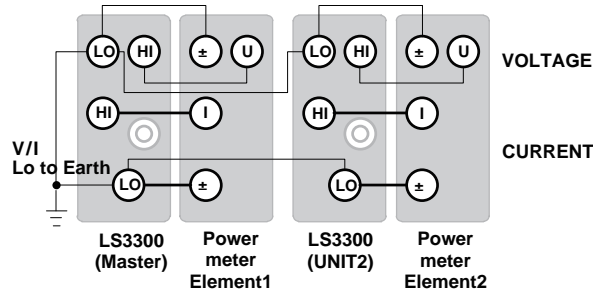 LO HI ± U LO HI ± U VOLTAGE
HI I HI I
V/I
Lo to Earth
CURRENT
LO ± LO ±
LS3300
(Master)
Power
meter
Element1
LS3300
(UNIT2)
Power
meter
Element2